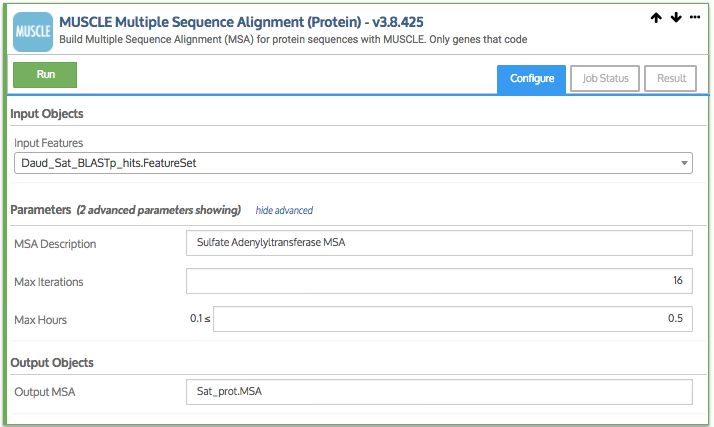 MUSCLE
MUSCLE Multiple Sequence Alignment (Protein) - v3.8.425
Build Multiple Sequence Alignment (MSA) for protein sequences with MUSCLE. Only genes that code
Run
Configure
Job Status
Result
Input Objects
Input Features
Daud_Sat_BLASTp_hits.FeatureSet
Parameters (2 advanced parameters showing) hide advanced
MSA Description Sulfate Adenylyltransferase MSA
Max Iterations 16
Max Hours 0.1 ≤ 0.5
Output Objects
Output MSA Sat_prot.MSA